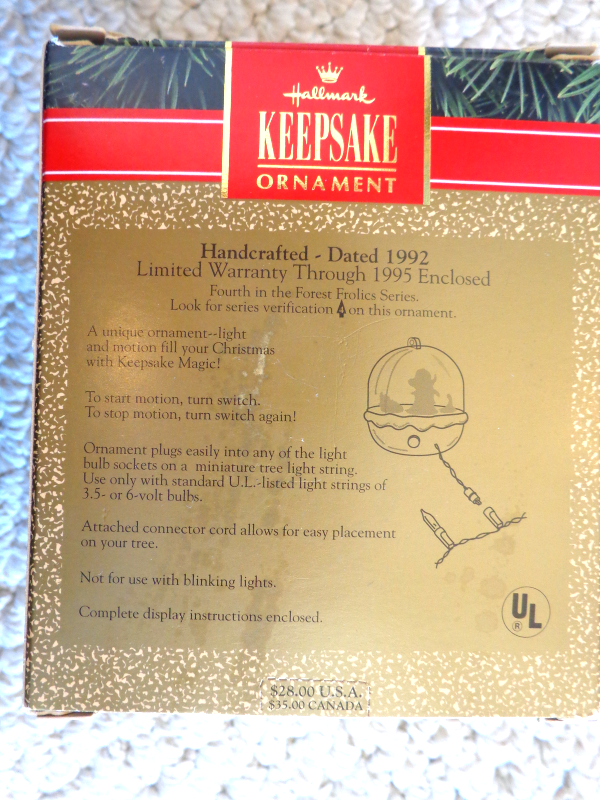 Hallmark
KEEPSAKE
ORNAMENT
Handcrafted - Dated 1992
Limited Warranty Through 1995 Enclosed
Fourth in the Forest Frolics Series.
Look for series verification on this ornament.
A unique ornament--light
and motion fill your Christmas
with Keepsake Magic!
To start motion, turn switch.
To stop motion, turn switch again!
Ornament plugs easily into any of the light
bulb sockets on a miniature tree light string.
Use only with standard U.L.-listed light strings of
3.5- or 6-volt bulbs.
Attached connector cord allows for easy placement
on your tree.
Not for use with blinking lights.
Complete display instructions enclosed.
UL
®
$28.00 U.S.A.
$35.00 CANADA